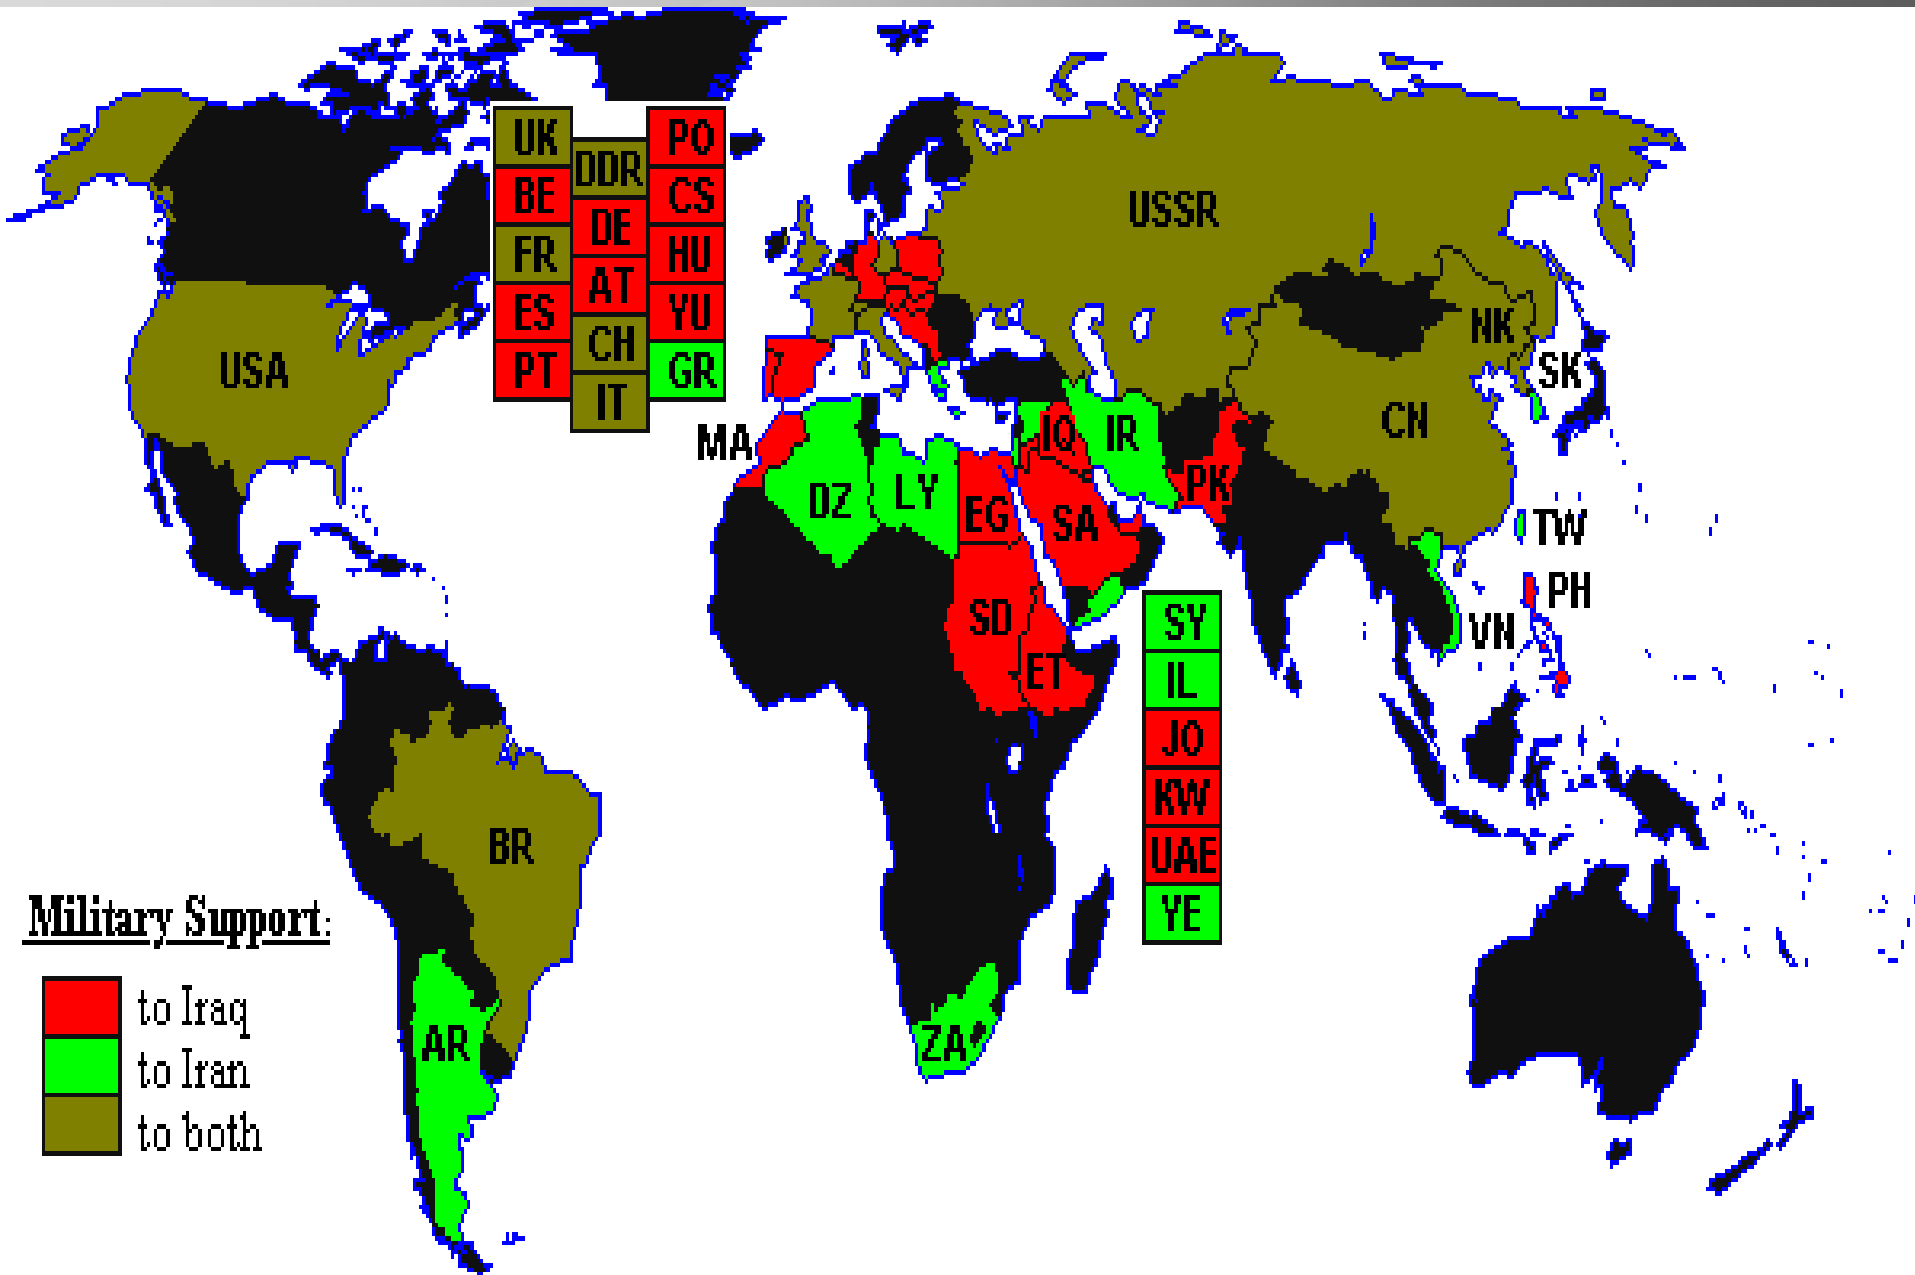 UK
BE
FR
ES
PT
DDR
DE
AT
CH
IT
PO
CS
HU
YU
GR
USSR
USA
NK
SK
CN
MA
DZ
LY
EG
IQ
IR
SA
PK
TW
PH
VN
SD
ET
SY
IL
JO
KW
UAE
YE
BR
AR
ZA
Military Support:
to Iraq
to Iran
to both